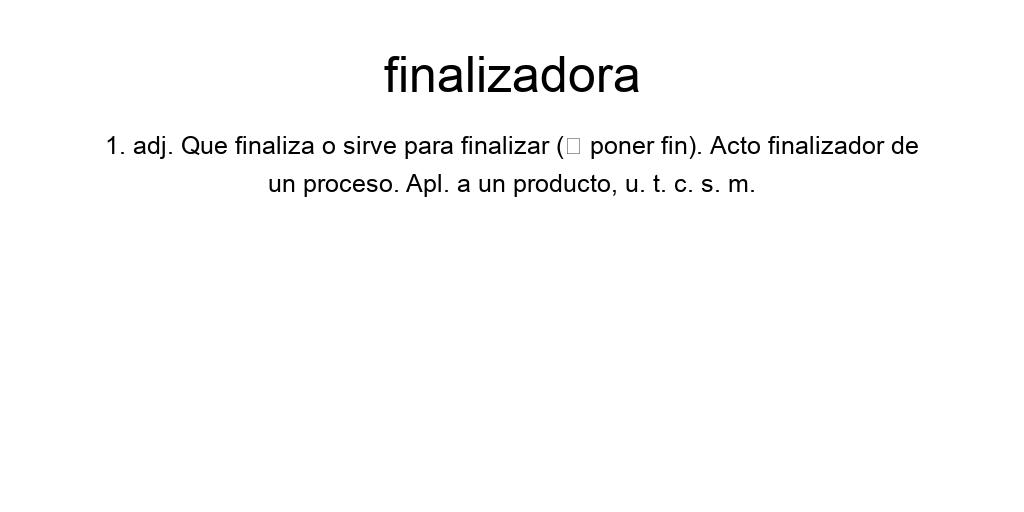 finalizadora
1. adj. Que finaliza o sirve para finalizar (□ poner fin). Acto finalizador de
un proceso. Apl. a un producto, u. t. c. s. m.